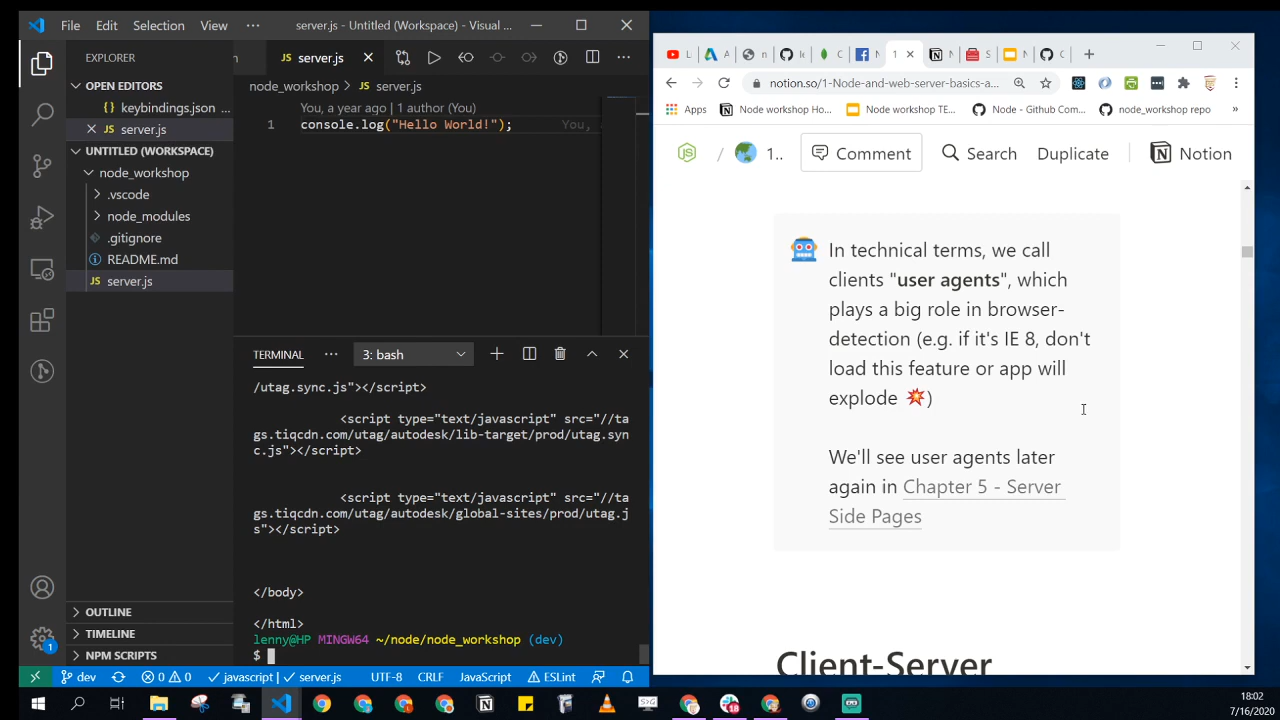 File Edit Selection View ··· server.js - Untitled (Workspace) - Visual ...
EXPLORER
OPEN EDITORS
keybindings.json ...
server.js
UNTITLED (WORKSPACE)
node_workshop
.vscode
node_modules
.gitignore
README.md
JS server.js
OUTLINE
TIMELINE
NPM SCRIPTS
JS server.js
node_workshop > JS server.js
You, a year ago | 1 author (You)
1 console.log("Hello World!"); You,
TERMINAL ··· 3: bash
/utag.sync.js"></script>
<script type="text/javascript" src="//ta
gs.tiqcdn.com/utag/autodesk/lib-target/prod/utag.syn
c.js"></script>
<script type="text/javascript" src="//ta
gs.tiqcdn.com/utag/autodesk/global-sites/prod/utag.j
s"></script>
</body>
</html>
lenny@HP MINGW64 ~/node/node_workshop (dev)
$
dev 0 0 javascript | server.js UTF-8 CRLF JavaScript ESLint
notion.so/1-Node-and-web-server-basics-a...
Apps Node workshop Ho... Node workshop TE... Node - Github Com... node_workshop repo »
/ 1.. Comment Search Duplicate Notion
In technical terms, we call
clients "user agents", which
plays a big role in browser-
detection (e.g. if it's IE 8, don't
load this feature or app will
explode 💥)
We'll see user agents later
again in Chapter 5 - Server
Side Pages
Client-Server
18:02
7/16/2020